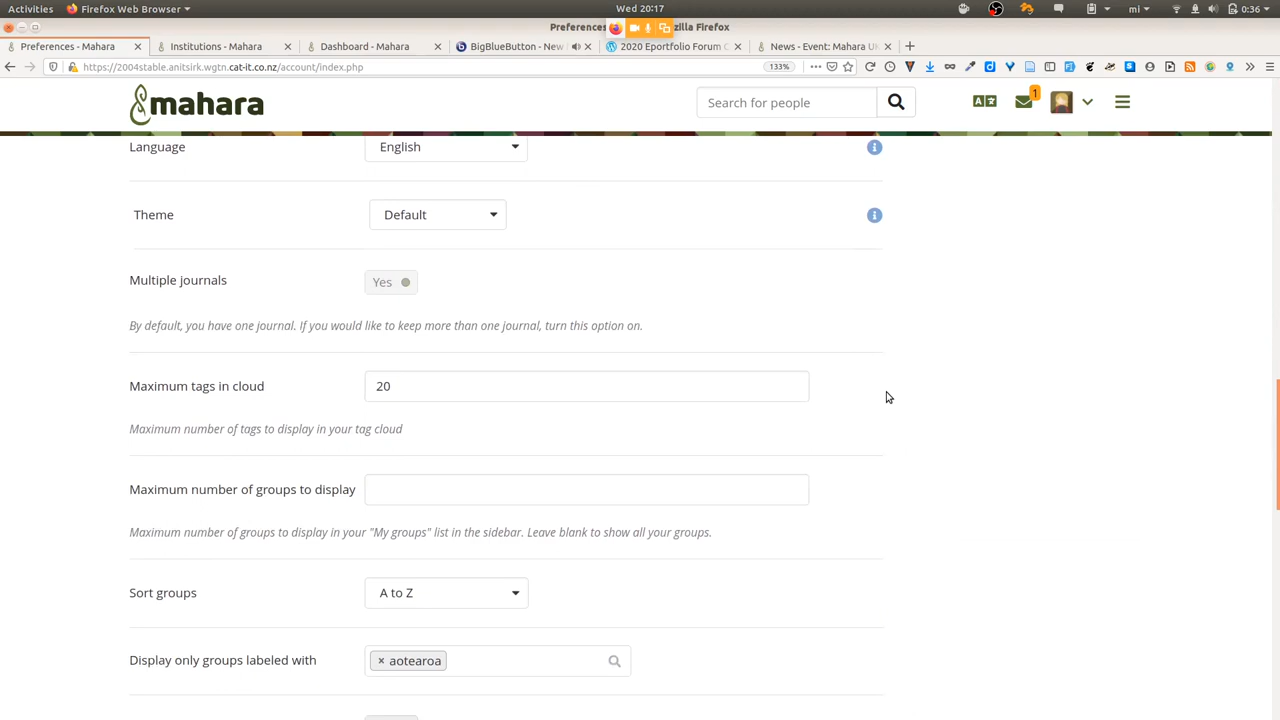 Activities Firefox Web Browser Wed 20:17 mi 0:36
Preferences zilla Firefox
Preferences - Mahara Institutions - Mahara Dashboard - Mahara BigBlueButton - New 2020 Eportfolio Forum C News - Event: Mahara U
https://2004stable.anitsirk.wgtn.cat-it.co.nz/account/index.php 133%
mahara Search for people 1
Language English
Theme Default
Multiple journals Yes
By default, you have one journal. If you would like to keep more than one journal, turn this option on.
Maximum tags in cloud 20
Maximum number of tags to display in your tag cloud
Maximum number of groups to display
Maximum number of groups to display in your "My groups" list in the sidebar. Leave blank to show all your groups.
Sort groups A to Z
Display only groups labeled with × aotearoa